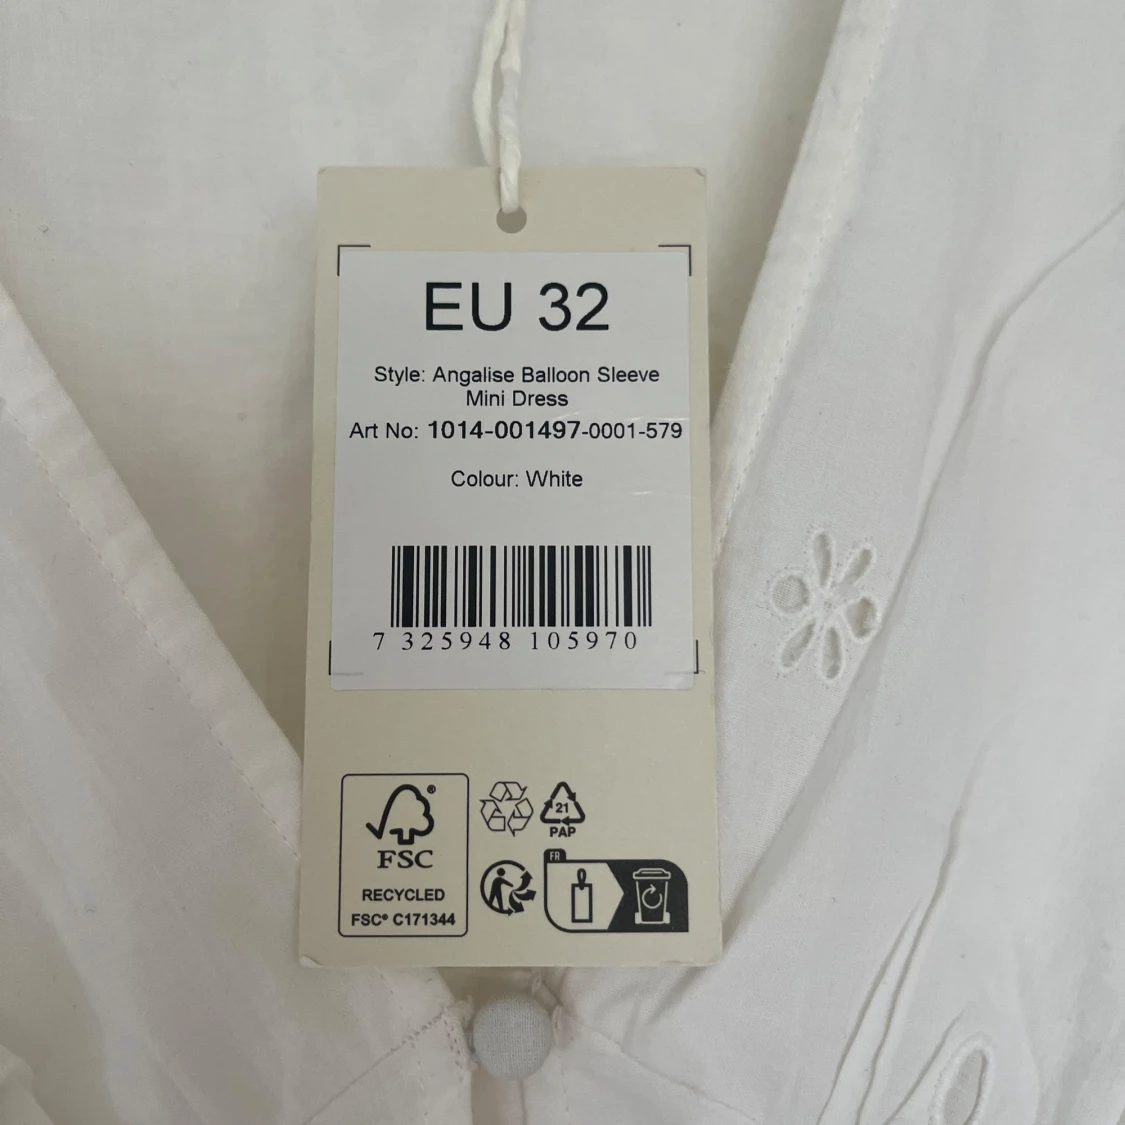 EU 32
Style: Angalise Balloon Sleeve
Mini Dress
Art No: 1014-001497-0001-579
Colour: White
7 325948 105970
FSC®
RECYCLED
FSC® C171344
21
PAP
FR